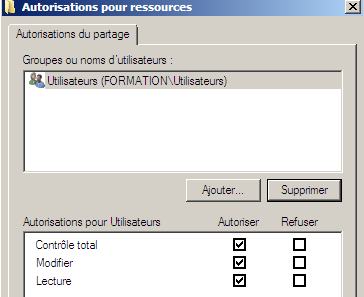 Autorisations pour ressources
Autorisations du partage
Groupes ou noms d'utilisateurs :
Utilisateurs (FORMATION\Utilisateurs)
Ajouter... Supprimer
Autorisations pour Utilisateurs Autoriser Refuser
Contrôle total
Modifier
Lecture